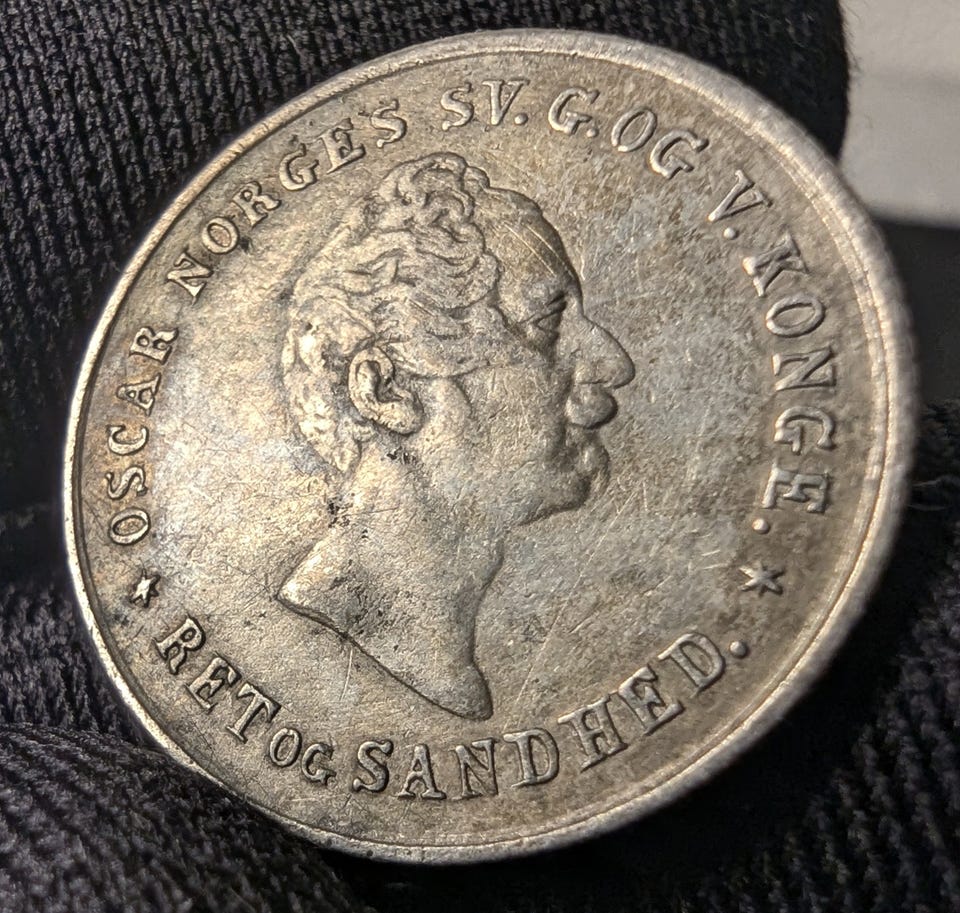 OSCAR NORGES SV. G. OG V. KONGE.
RET OG SANDHED.